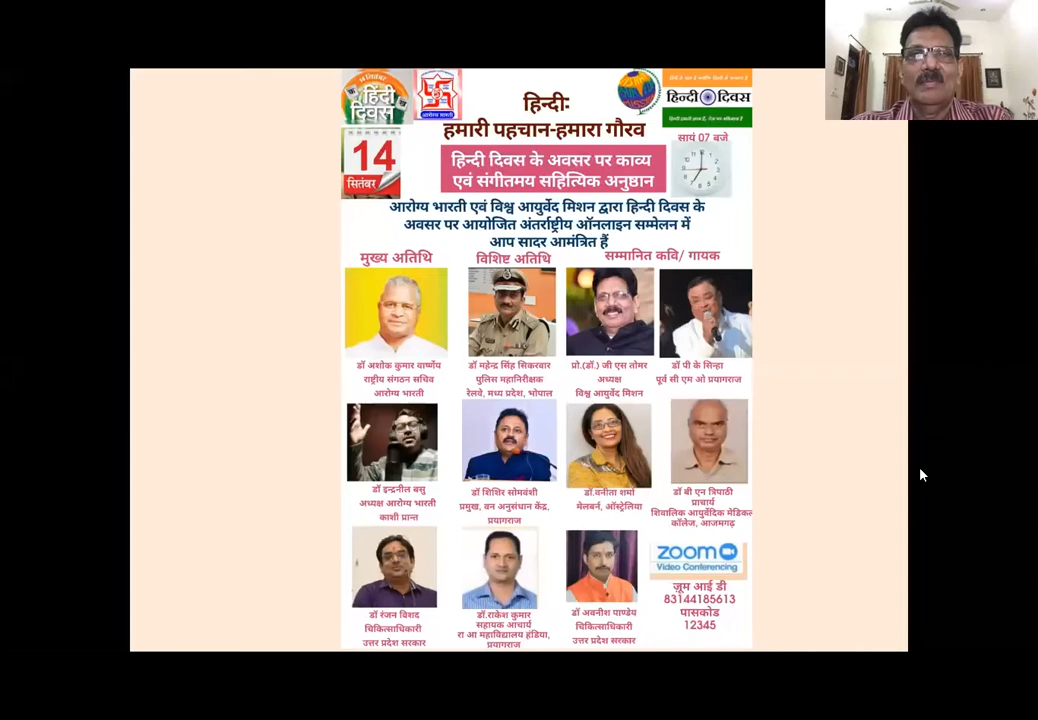 14 सितंबर
हिंदी
दिवस
आरोग्य भारती
हिन्दी दिवस
14
सितंबर
हिन्दी:
हमारी पहचान-हमारा गौरव
सायं 07 बजे
हिन्दी दिवस के अवसर पर काव्य
एवं संगीतमय सहित्यिक अनुष्ठान
आरोग्य भारती एवं विश्व आयुर्वेद मिशन द्वारा हिन्दी दिवस के
अवसर पर आयोजित अंतर्राष्ट्रीय ऑनलाइन सम्मेलन में
आप सादर आमंत्रित हैं
मुख्य अतिथि
विशिष्ट अतिथि
सम्मानित कवि/ गायक
डॉ अशोक कुमार वार्ष्णेय
राष्ट्रीय संगठन सचिव
आरोग्य भारती
डॉ महेन्द्र सिंह सिकरवार
पुलिस महानिरीक्षक
रेलवे, मध्य प्रदेश, भोपाल
प्रो.(डॉ.) जी एस तोमर
अध्यक्ष
विश्व आयुर्वेद मिशन
डॉ पी के सिन्हा
पूर्व सी एम ओ प्रयागराज
डॉ इन्द्रनील बसु
अध्यक्ष आरोग्य भारती
काशी प्रान्त
डॉ शिशिर सोमवंशी
प्रमुख, वन अनुसंधान केंद्र,
प्रयागराज
डॉ.वनीता शर्मा
मेलबर्न, ऑस्ट्रेलिया
डॉ बी एन त्रिपाठी
प्राचार्य
शिवालिक आयुर्वेदिक मेडिकल
कॉलेज, आजमगढ़
डॉ रंजन विशद
चिकित्साधिकारी
उत्तर प्रदेश सरकार
डॉ.राकेश कुमार
सहायक आचार्य
रा आ महाविद्यालय हंडिया,
प्रयागराज
डॉ अवनीश पाण्डेय
चिकित्साधिकारी
उत्तर प्रदेश सरकार
zoom
Video Conferencing
ज़ूम आई डी
83144185613
पासकोड
12345